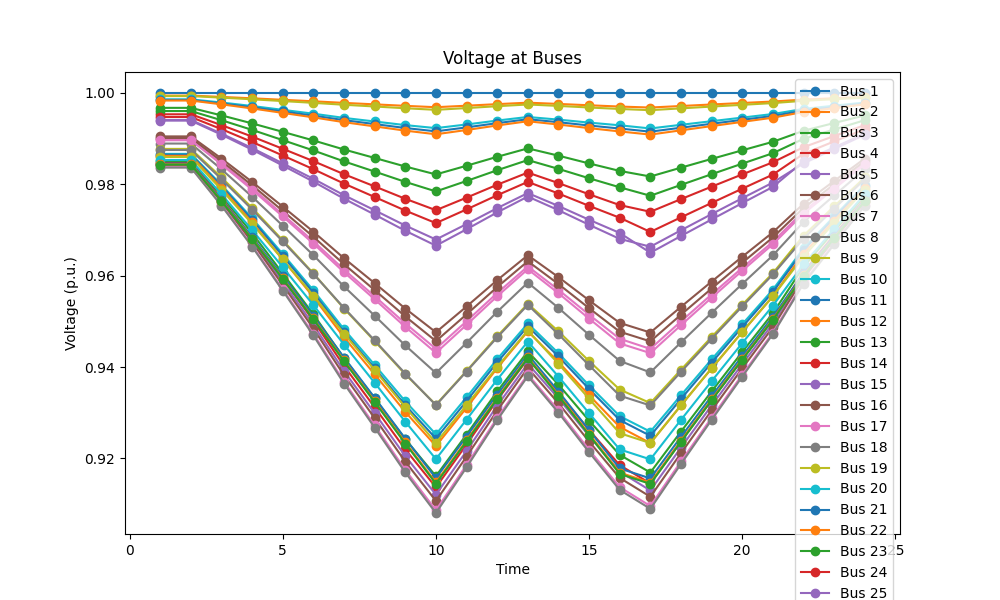 Voltage at Buses
Voltage (p.u.)
1.00
0.98
0.96
0.94
0.92
0
5
10
15
20
25
Time
Bus 1
Bus 2
Bus 3
Bus 4
Bus 5
Bus 6
Bus 7
Bus 8
Bus 9
Bus 10
Bus 11
Bus 12
Bus 13
Bus 14
Bus 15
Bus 16
Bus 17
Bus 18
Bus 19
Bus 20
Bus 21
Bus 22
Bus 23
Bus 24
Bus 25